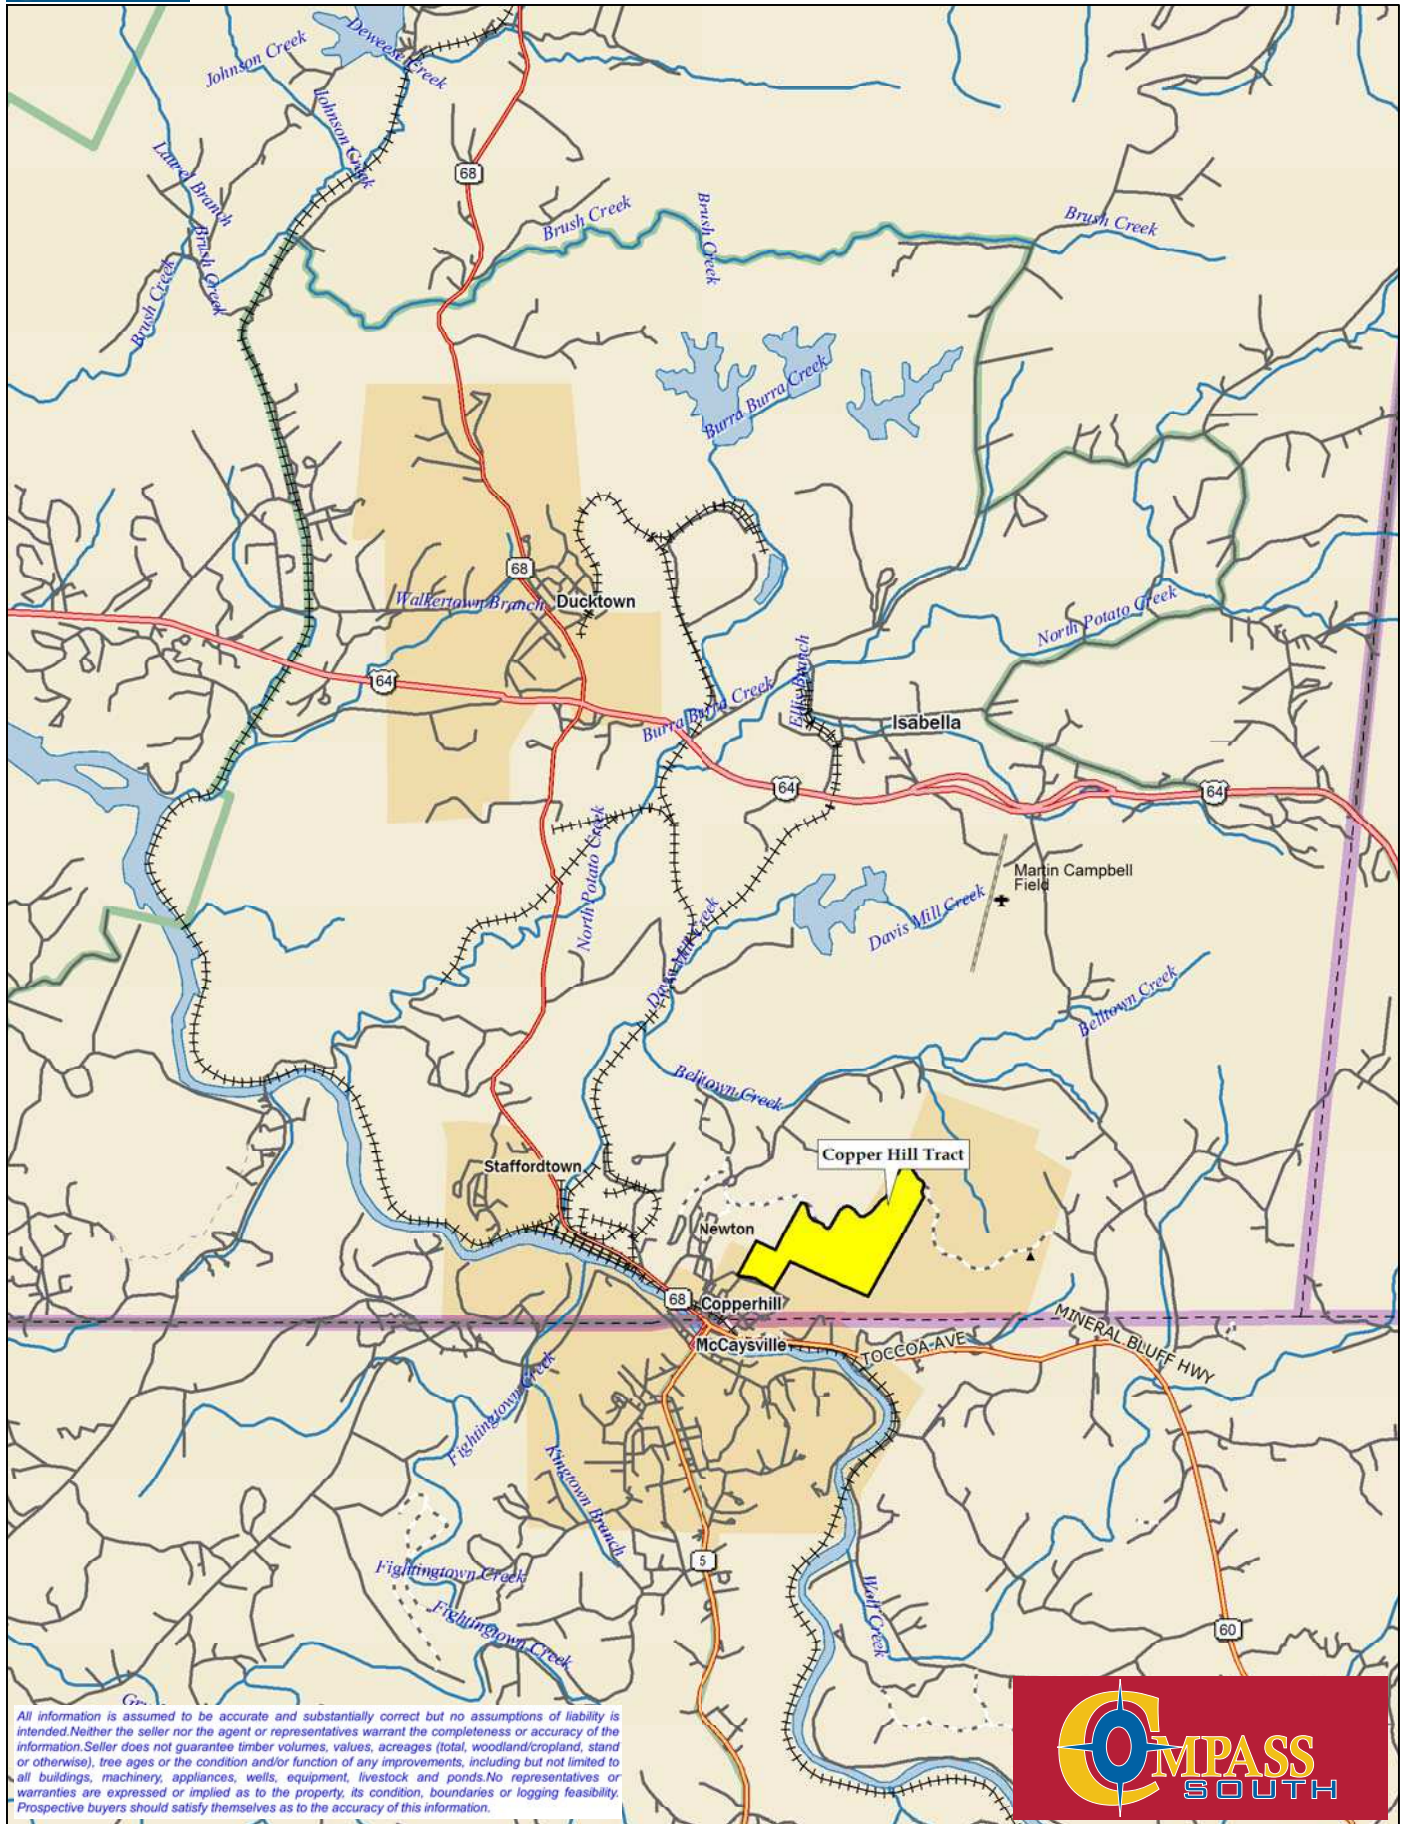 Johnson Creek
Deweese Creek
Johnson Creek
Laurel Branch
68
Brush Creek
Brush Creek
Brush Creek
Brush Creek
Brush Creek
Burra Burra Creek
68
Walkertown Branch
Ducktown
North Potato Creek
64
Ellis Branch
Burra Burra Creek
Isabella
64
64
North Potato Creek
Martin Campbell
Field
Davis Mill Creek
Davis Mill Creek
Belltown Creek
Belltown Creek
Copper Hill Tract
Staffordtown
Newton
68
Copperhill
McCaysville
TOCCOA AVE
MINERAL BLUFF HWY
Fightingtown Creek
Kingtown Branch
5
Fightingtown Creek
Fightingtown Creek
Wolf Creek
60
All information is assumed to be accurate and substantially correct but no assumptions of liability is
intended.Neither the seller nor the agent or representatives warrant the completeness or accuracy of the
information.Seller does not guarantee timber volumes, values, acreages (total, woodland/cropland, stand
or otherwise), tree ages or the condition and/or function of any improvements, including but not limited to
all buildings, machinery, appliances, wells, equipment, livestock and ponds.No representatives or
warranties are expressed or implied as to the property, its condition, boundaries or logging feasibility.
Prospective buyers should satisfy themselves as to the accuracy of this information.
COMPASS
SOUTH